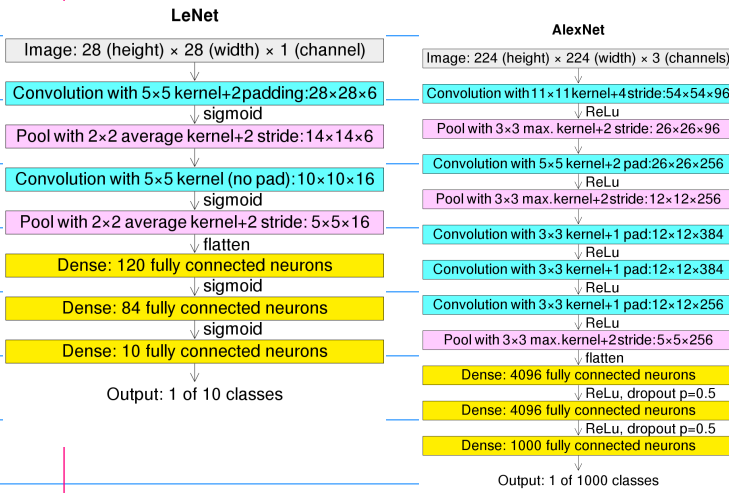 LeNet
Image: 28 (height) × 28 (width) × 1 (channel)
Convolution with 5×5 kernel+2padding:28×28×6
sigmoid
Pool with 2×2 average kernel+2 stride:14×14×6
Convolution with 5×5 kernel (no pad):10×10×16
sigmoid
Pool with 2×2 average kernel+2 stride: 5×5×16
flatten
Dense: 120 fully connected neurons
sigmoid
Dense: 84 fully connected neurons
sigmoid
Dense: 10 fully connected neurons
Output: 1 of 10 classes
AlexNet
Image: 224 (height) × 224 (width) × 3 (channels)
Convolution with 11×11 kernel+4 stride:54×54×96
ReLu
Pool with 3×3 max. kernel+2 stride: 26×26×96
Convolution with 5×5 kernel+2 pad:26×26×256
ReLu
Pool with 3×3 max.kernel+2stride:12×12×256
Convolution with 3×3 kernel+1 pad:12×12×384
ReLu
Convolution with 3×3 kernel+1 pad:12×12×384
ReLu
Convolution with 3×3 kernel+1 pad:12×12×256
ReLu
Pool with 3×3 max.kernel+2stride:5×5×256
flatten
Dense: 4096 fully connected neurons
ReLu, dropout p=0.5
Dense: 4096 fully connected neurons
ReLu, dropout p=0.5
Dense: 1000 fully connected neurons
Output: 1 of 1000 classes